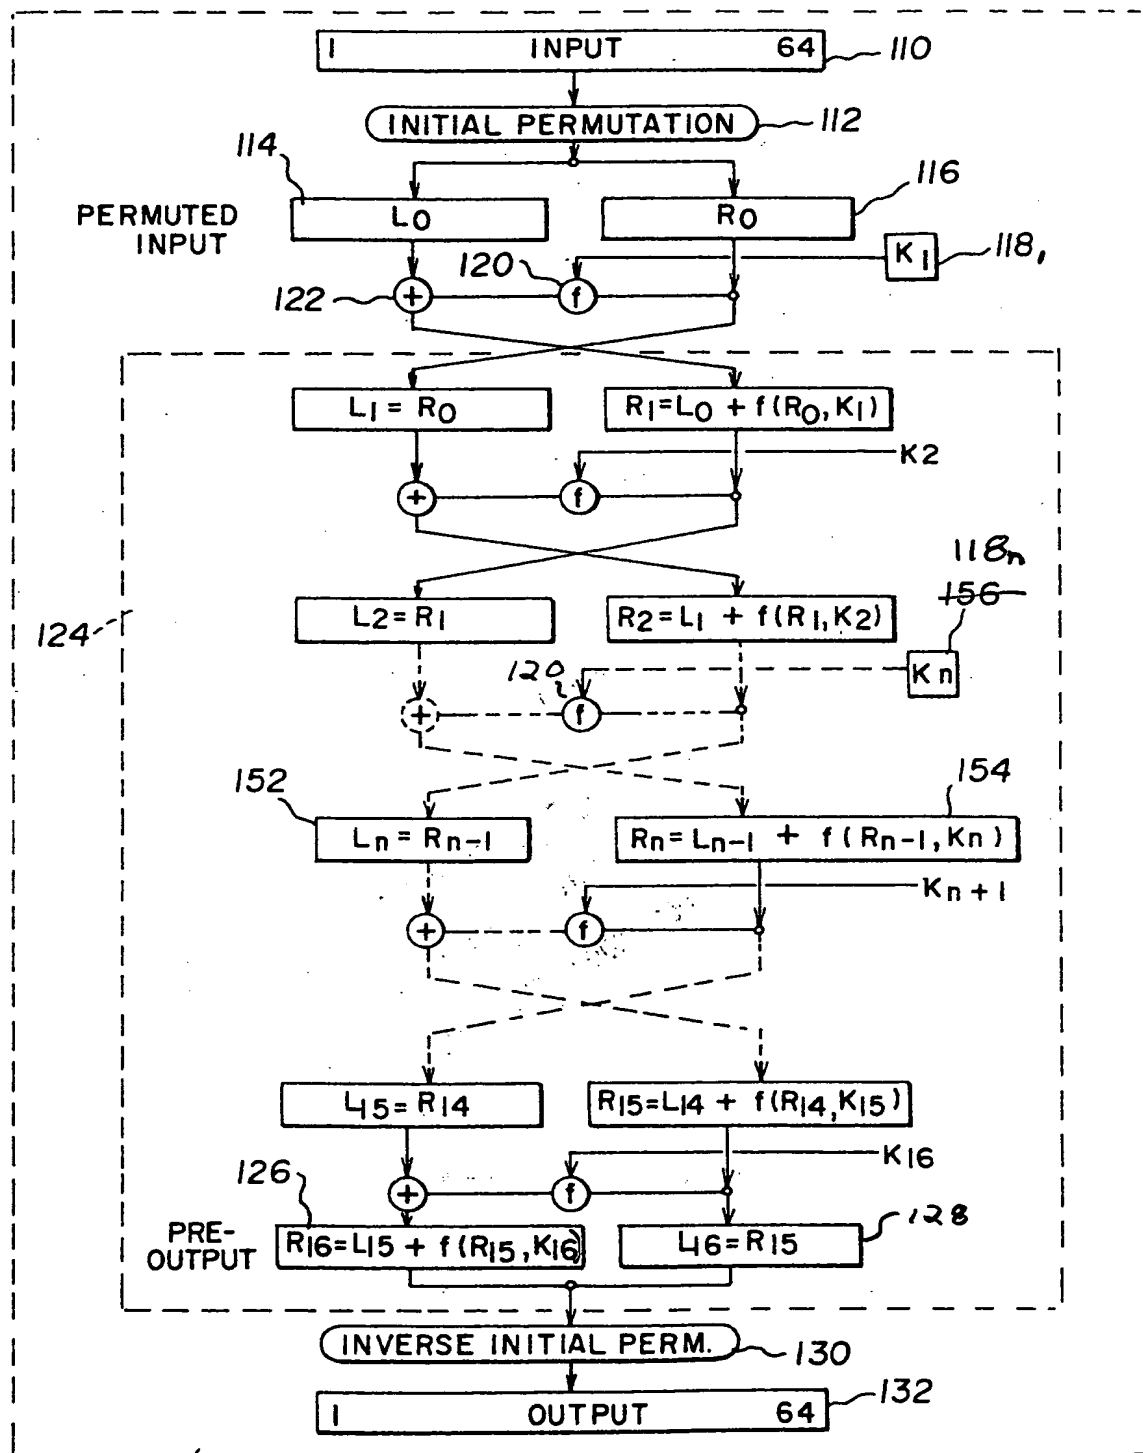 1 INPUT 64 110
INITIAL PERMUTATION 112
114
116
PERMUTED
INPUT
L0 R0
K1 118,
120
122 + f
L1 = R0 R1=L0 + f(R0,K1)
K2
+ f
118n
156
L2=R1 R2=L1 + f(R1,K2)
124
Kn
120
+ f
152 154
Ln = Rn-1 Rn=Ln-1 + f(Rn-1,Kn)
Kn+1
+ f
L15=R14 R15=L14 + f(R14,K15)
K16
126 + f
PRE-
OUTPUT
R16=L15 + f(R15,K16) L16=R15 128
INVERSE INITIAL PERM. 130
1 OUTPUT 64 132